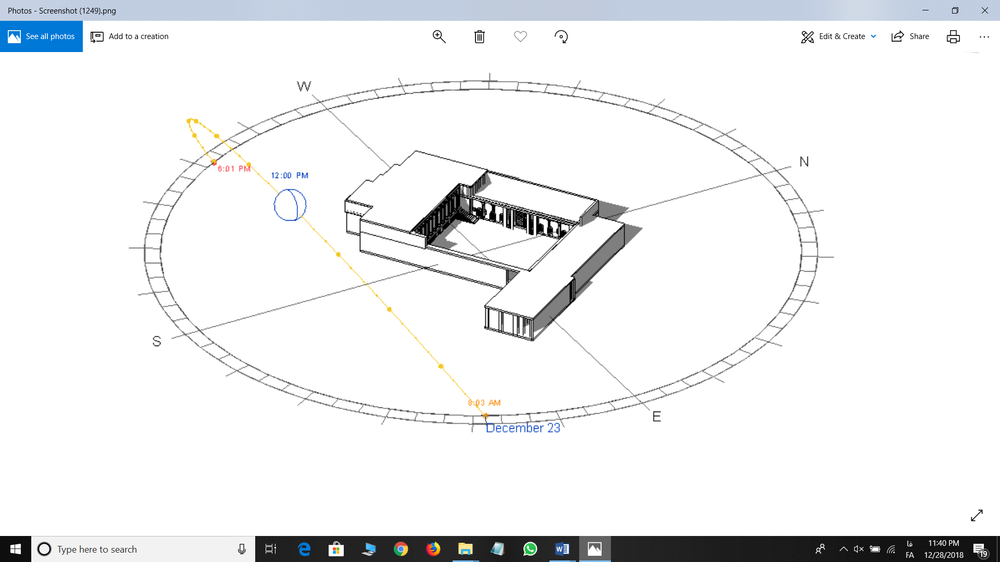 Photos - Screenshot (1249).png
See all photos
Add to a creation
Edit & Create
Share
W
N
6:01 PM
12:00 PM
S
8:03 AM
E
December 23
Type here to search
فا
FA
11:40 PM
12/28/2018
19